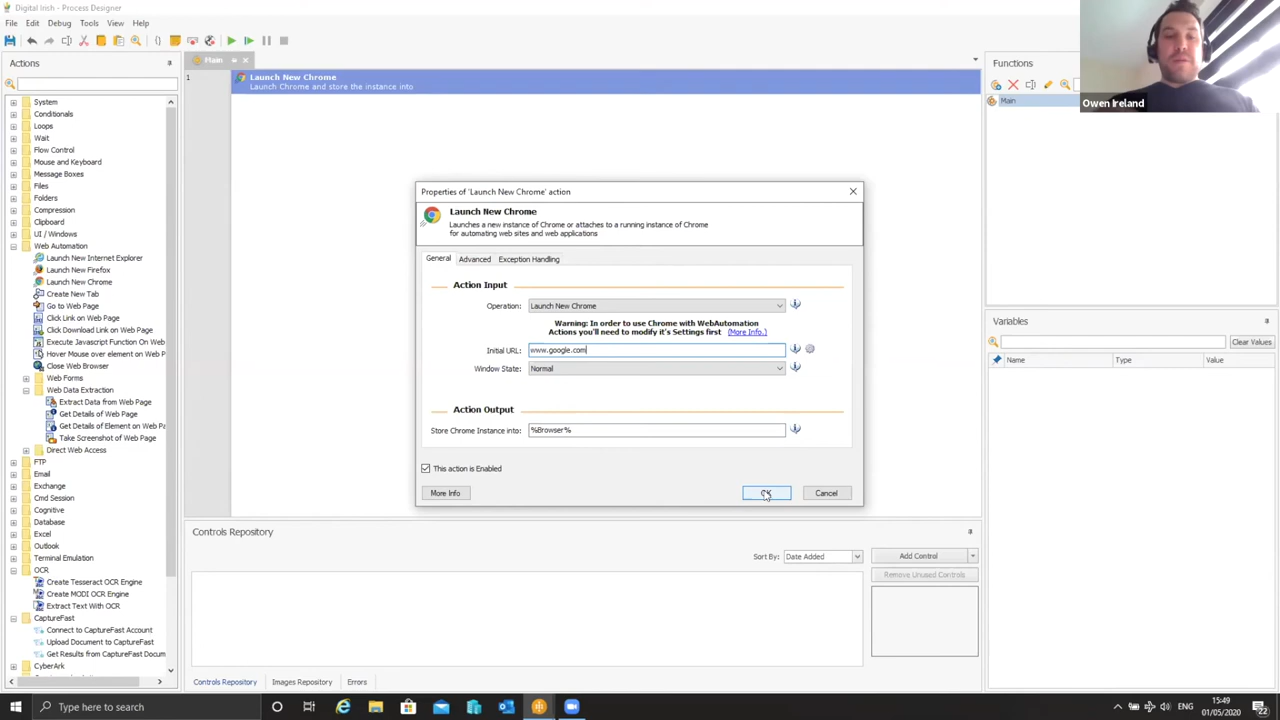 Digital Irish - Process Designer
File Edit Debug Tools View Help
Actions
System
Conditionals
Loops
Wait
Flow Control
Mouse and Keyboard
Message Boxes
Files
Folders
Compression
Clipboard
UI / Windows
Web Automation
Launch New Internet Explorer
Launch New Firefox
Launch New Chrome
Create New Tab
Go to Web Page
Click Link on Web Page
Click Download Link on Web Page
Execute Javascript Function On We
Hover Mouse over element on Web P
Close Web Browser
Web Forms
Web Data Extraction
Extract Data from Web Page
Get Details of Web Page
Get Details of Element on Web Pa
Take Screenshot of Web Page
Direct Web Access
FTP
Email
Exchange
Cmd Session
Cognitive
Database
Excel
Outlook
Terminal Emulation
OCR
Create Tesseract OCR Engine
Create MODI OCR Engine
Extract Text With OCR
CaptureFast
Connect to CaptureFast Account
Upload Document to CaptureFast
Get Results from CaptureFast Docum
CyberArk
Main
1
Launch New Chrome
Launch Chrome and store the instance into
Properties of 'Launch New Chrome' action
Launch New Chrome
Launches a new instance of Chrome or attaches to a running instance of Chrome
for automating web sites and web applications
General Advanced Exception Handling
Action Input
Operation: Launch New Chrome
Warning: In order to use Chrome with WebAutomation
Actions you'll need to modify it's Settings first (More Info.)
Initial URL: www.google.com
Window State: Normal
Action Output
Store Chrome Instance into: %Browser%
This action is Enabled
More Info OK Cancel
Controls Repository
Sort By: Date Added Add Control
Remove Unused Controls
Controls Repository Images Repository Errors
Functions
Main
Owen Ireland
Variables
Clear Values
Name Type Value
Type here to search
ENG
15:49
01/05/2020
22